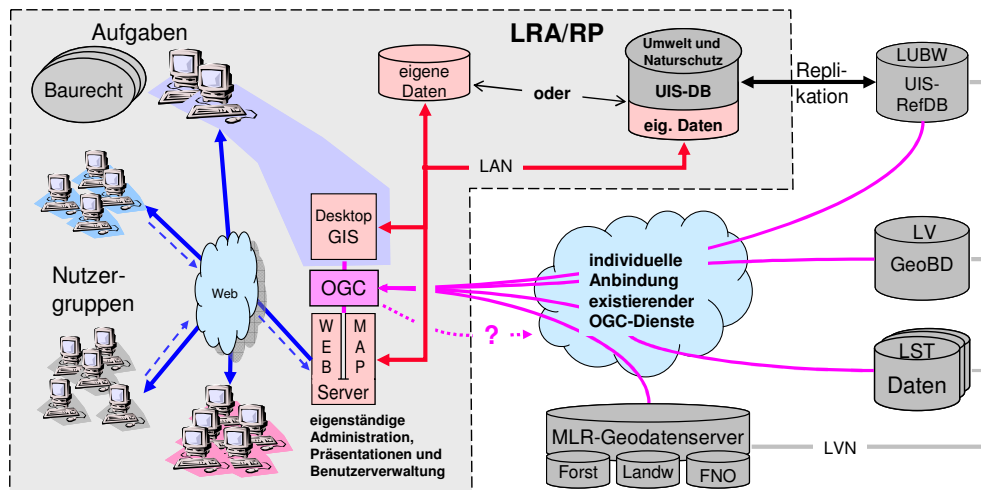 Aufgaben
LRA/RP
Baurecht
eigene
Daten
oder
Umwelt und
Naturschutz
UIS-DB
eig. Daten
Repli-
kation
LUBW
UIS-
RefDB
LAN
Desktop
GIS
OGC
Web
Nutzer-
gruppen
WEB
MAP
Server
eigenständige
Administration,
Präsentationen und
Benutzerverwaltung
?
individuelle
Anbindung
existierender
OGC-Dienste
LV
GeoBD
LST
Daten
MLR-Geodatenserver
Forst
Landw
FNO
LVN